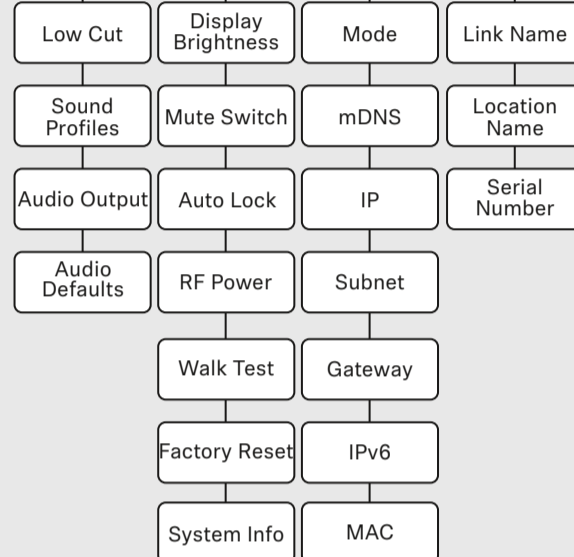 Low Cut
Sound
Profiles
Audio Output
Audio
Defaults
Display
Brightness
Mute Switch
Auto Lock
RF Power
Walk Test
Factory Reset
System Info
Mode
mDNS
IP
Subnet
Gateway
IPv6
MAC
Link Name
Location
Name
Serial
Number